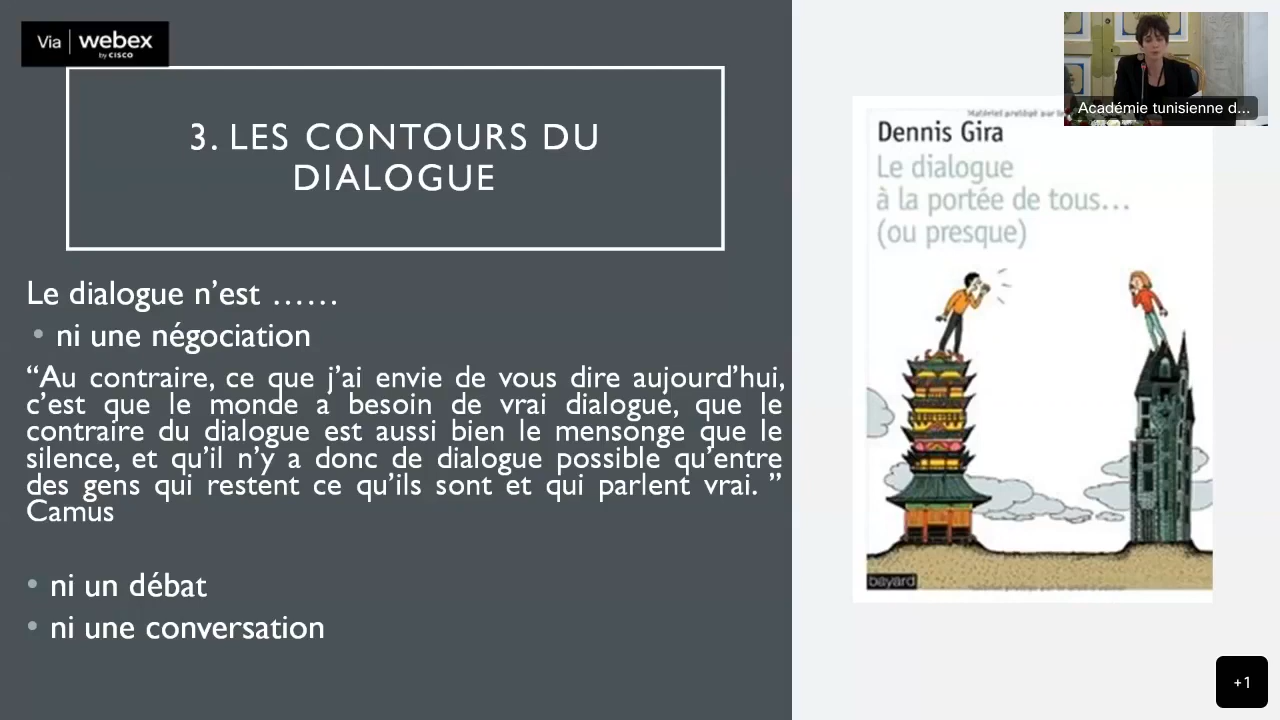 Via | webex
by CISCO
3. LES CONTOURS DU
DIALOGUE
Le dialogue n’est ……
• ni une négociation
“Au contraire, ce que j’ai envie de vous dire aujourd’hui,
c’est que le monde a besoin de vrai dialogue, que le
contraire du dialogue est aussi bien le mensonge que le
silence, et qu’il n’y a donc de dialogue possible qu’entre
des gens qui restent ce qu’ils sont et qui parlent vrai. ”
Camus
• ni un débat
• ni une conversation
Matériel protégé par
Dennis Gira
Le dialogue
à la portée de tous…
(ou presque)
bayard
Académie tunisienne d...
+1